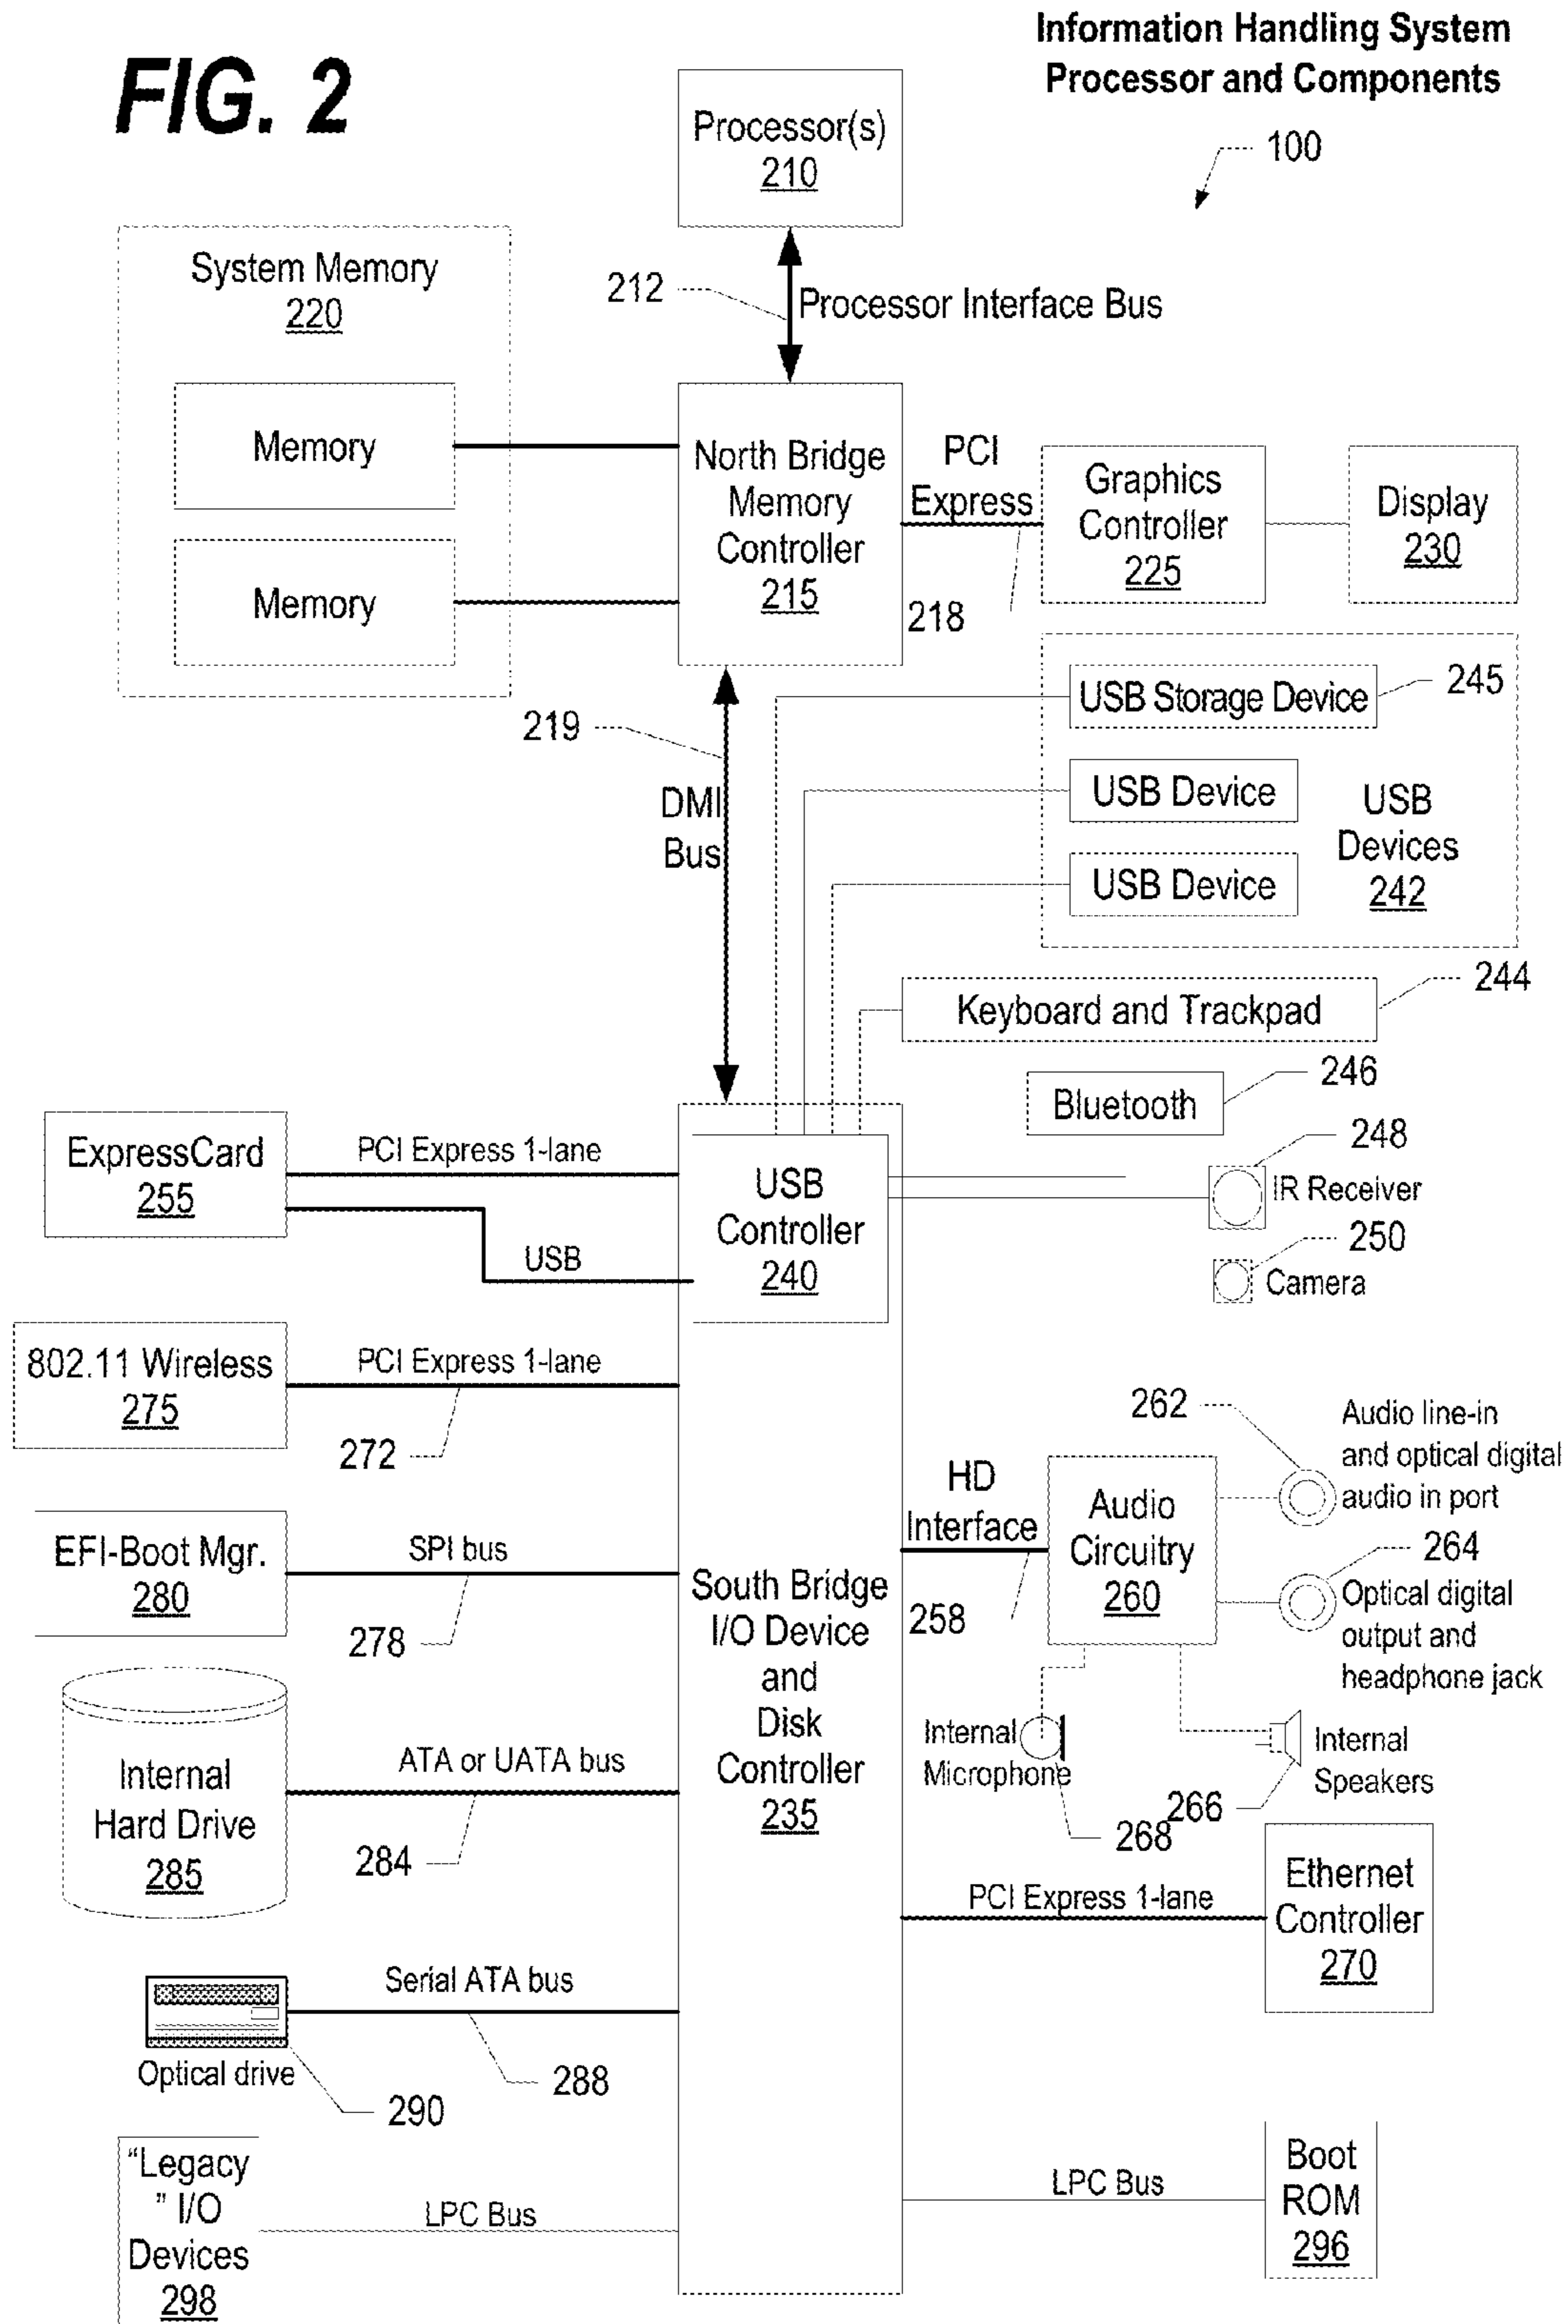 Information Handling System
Processor and Components
FIG. 2
100
Processor(s)
210
System Memory
220
212
Processor Interface Bus
Memory
Memory
North Bridge
Memory
Controller
215
PCI
Express
218
Graphics
Controller
225
Display
230
219
DMI
Bus
USB Storage Device
245
USB Device
USB Device
USB
Devices
242
Keyboard and Trackpad
244
Bluetooth
246
248
IR Receiver
250
Camera
ExpressCard
255
PCI Express 1-lane
USB
USB
Controller
240
802.11 Wireless
275
PCI Express 1-lane
272
262
Audio line-in
and optical digital
audio in port
HD
Interface
258
Audio
Circuitry
260
264
Optical digital
output and
headphone jack
EFI-Boot Mgr.
280
SPI bus
278
South Bridge
I/O Device
and
Disk
Controller
235
Internal
Microphone
268
Internal
Speakers
266
Internal
Hard Drive
285
ATA or UATA bus
284
PCI Express 1-lane
Ethernet
Controller
270
Serial ATA bus
288
Optical drive
290
"Legacy
" I/O
Devices
298
LPC Bus
LPC Bus
Boot
ROM
296